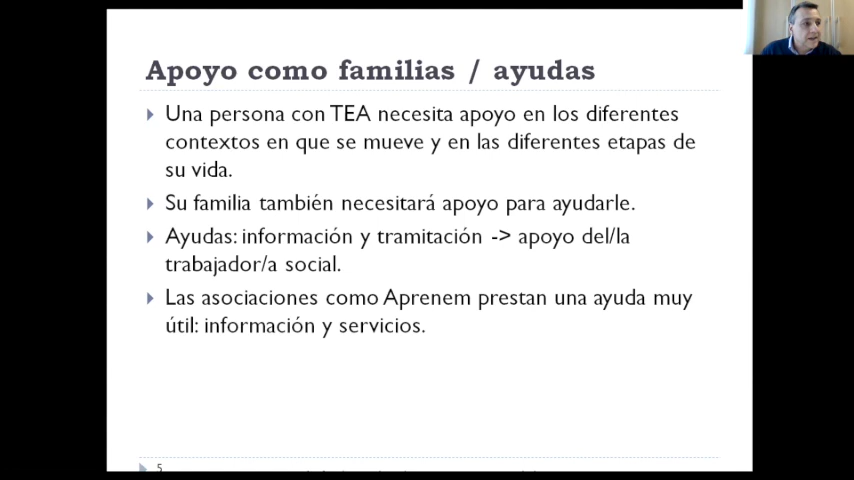 Apoyo como familias / ayudas
Una persona con TEA necesita apoyo en los diferentes
contextos en que se mueve y en las diferentes etapas de
su vida.
Su familia también necesitará apoyo para ayudarle.
Ayudas: información y tramitación -> apoyo del/la
trabajador/a social.
Las asociaciones como Aprenem prestan una ayuda muy
útil: información y servicios.
5